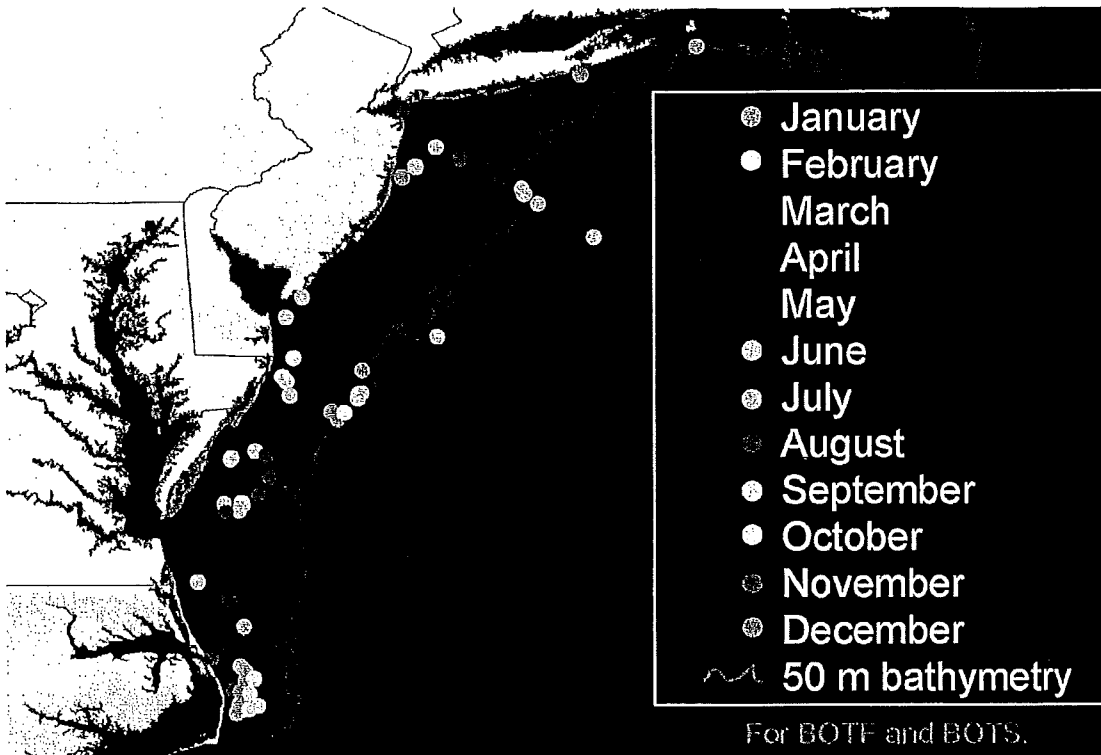 January
February
March
April
May
June
July
August
September
October
November
December
50 m bathymetry
For BOTF and BOTS.